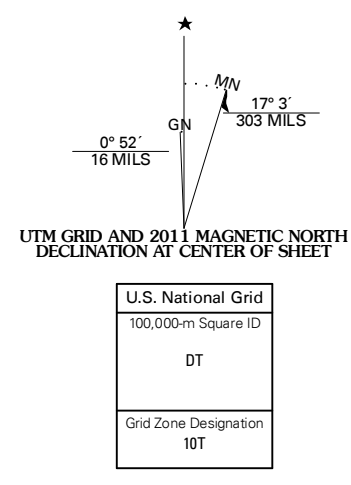 MN
GN
17° 3´
303 MILS
0° 52´
16 MILS
UTM GRID AND 2011 MAGNETIC NORTH
DECLINATION AT CENTER OF SHEET
U.S. National Grid
100,000-m Square ID
DT
Grid Zone Designation
10T